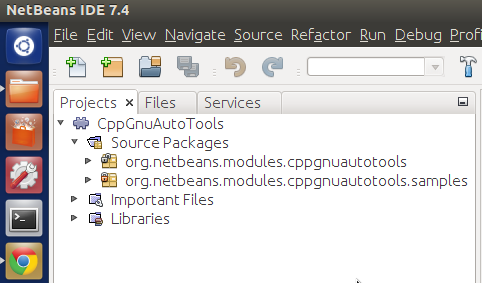 NetBeans IDE 7.4
File Edit View Navigate Source Refactor Run Debug Profi
Projects Files Services
CppGnuAutoTools
Source Packages
org.netbeans.modules.cppgnuautotools
org.netbeans.modules.cppgnuautotools.samples
Important Files
Libraries